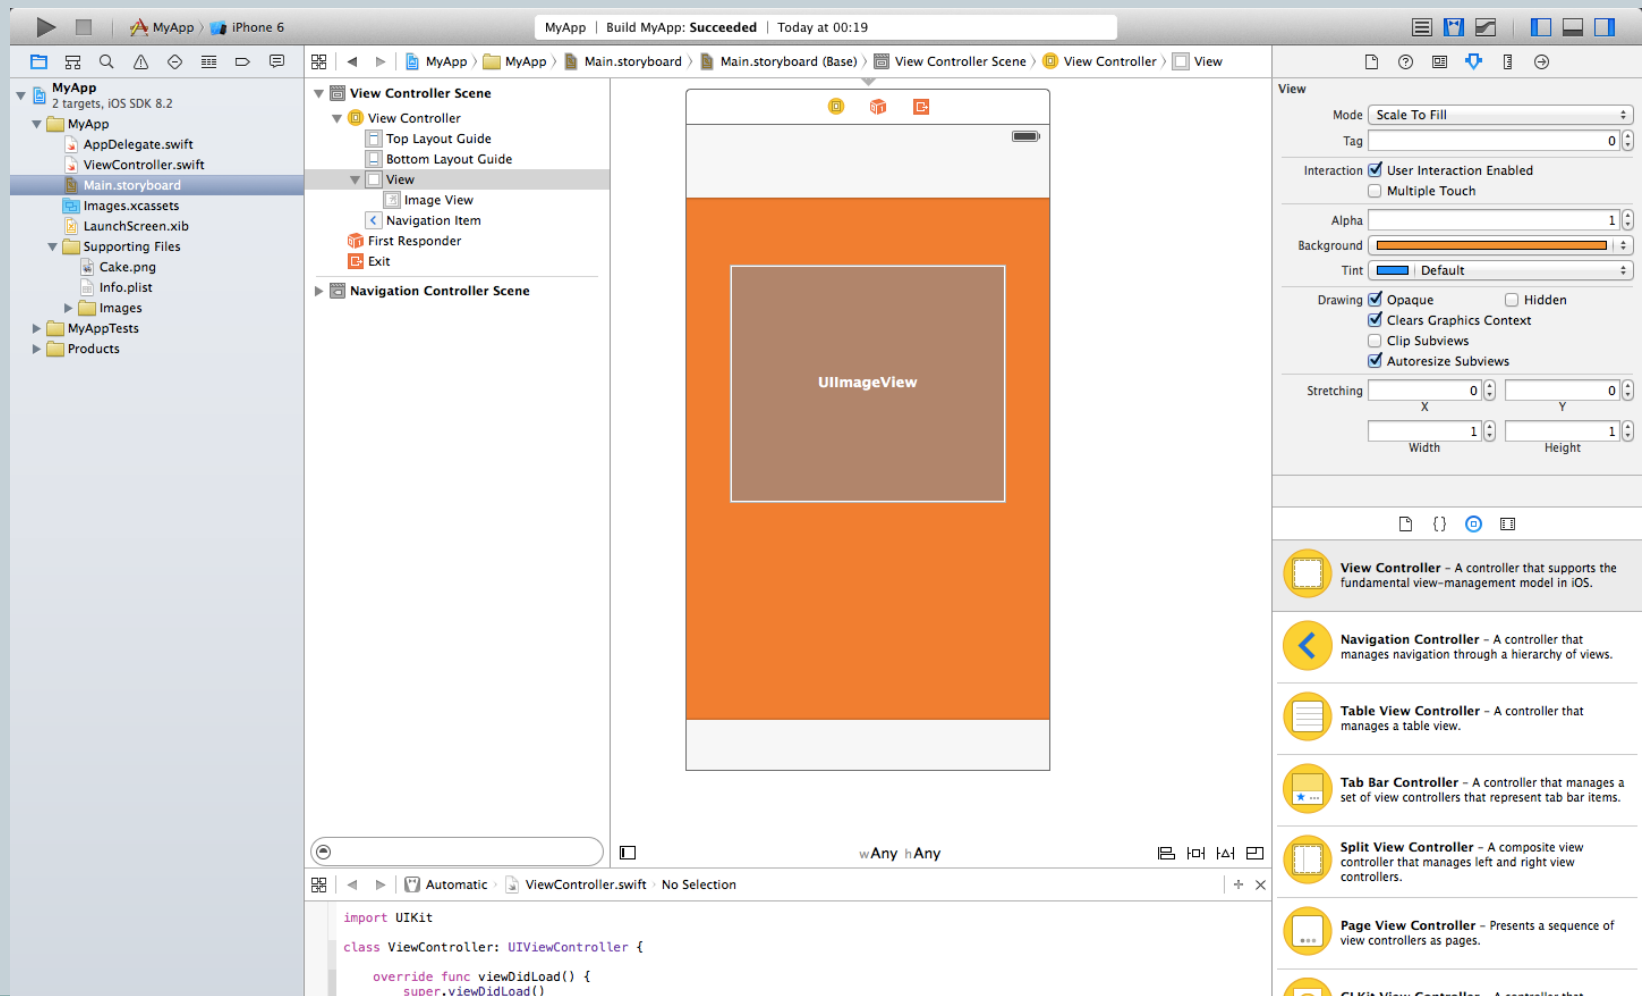 MyApp iPhone 6
MyApp | Build MyApp: Succeeded | Today at 00:19
MyApp
2 targets, iOS SDK 8.2
MyApp
AppDelegate.swift
ViewController.swift
Main.storyboard
Images.xcassets
LaunchScreen.xib
Supporting Files
Cake.png
Info.plist
Images
MyAppTests
Products
MyApp MyApp Main.storyboard Main.storyboard (Base) View Controller Scene View Controller View
View Controller Scene
View Controller
Top Layout Guide
Bottom Layout Guide
View
Image View
Navigation Item
First Responder
Exit
Navigation Controller Scene
UIImageView
wAny hAny
Automatic ViewController.swift No Selection
import UIKit
class ViewController: UIViewController {
override func viewDidLoad() {
super.viewDidLoad()
View
Mode Scale To Fill
Tag 0
Interaction User Interaction Enabled
Multiple Touch
Alpha 1
Background
Tint Default
Drawing Opaque Hidden
Clears Graphics Context
Clip Subviews
Autoresize Subviews
Stretching 0 0
X Y
1 1
Width Height
{}
View Controller - A controller that supports the
fundamental view-management model in iOS.
Navigation Controller - A controller that
manages navigation through a hierarchy of views.
Table View Controller - A controller that
manages a table view.
Tab Bar Controller - A controller that manages a
set of view controllers that represent tab bar items.
Split View Controller - A composite view
controller that manages left and right view
controllers.
Page View Controller - Presents a sequence of
view controllers as pages.
GLKit View Controller - A controller that